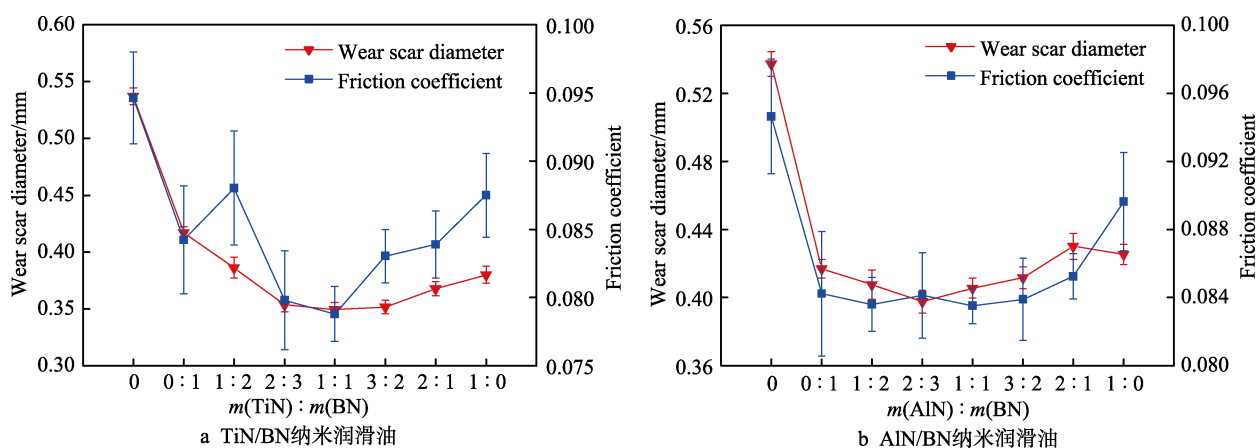 0.60
0.55
0.50
0.45
0.40
0.35
0.30
Wear scar diameter/mm
Wear scar diameter
Friction coefficient
0.100
0.095
0.090
0.085
0.080
0.075
Friction coefficient
0 0∶1 1∶2 2∶3 1∶1 3∶2 2∶1 1∶0
m(TiN)∶m(BN)
a TiN/BN纳米润滑油
0.56
0.52
0.48
0.44
0.40
0.36
Wear scar diameter/mm
Wear scar diameter
Friction coefficient
0.100
0.096
0.092
0.088
0.084
0.080
Friction coefficient
0 0∶1 1∶2 2∶3 1∶1 3∶2 2∶1 1∶0
m(AlN)∶m(BN)
b AlN/BN纳米润滑油